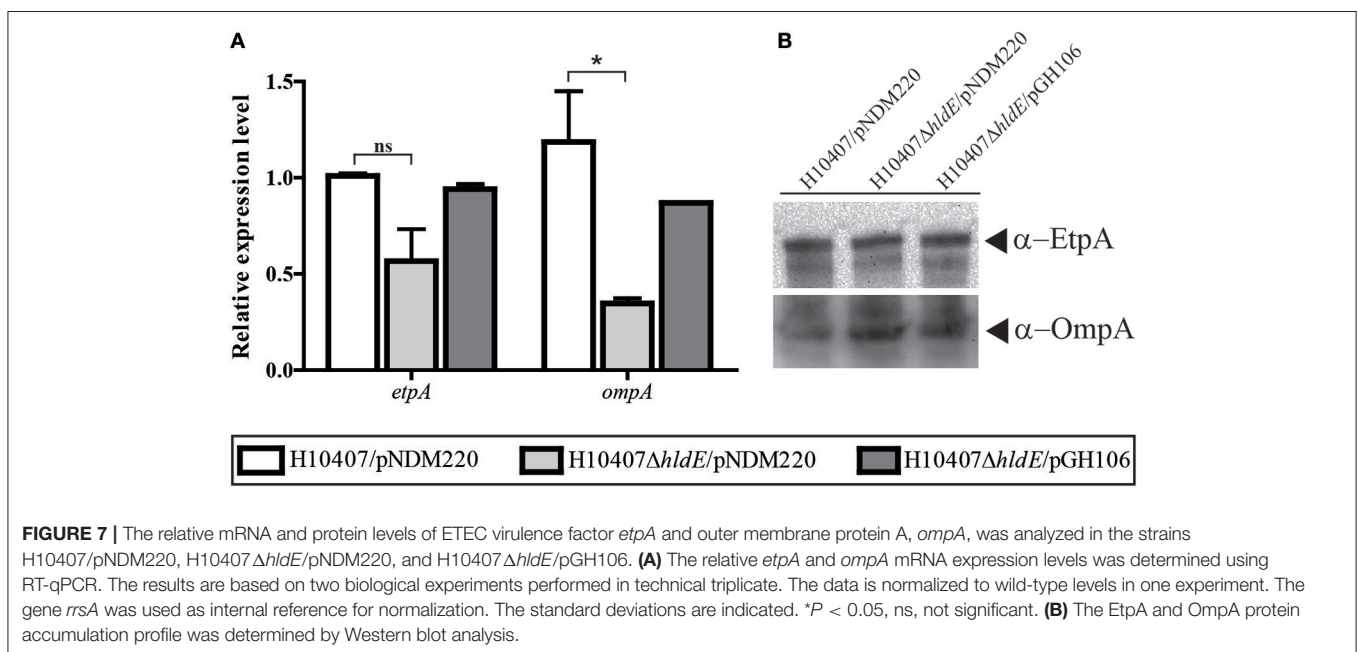 A
B
1.5
1.0
0.5
0.0
Relative expression level
ns
*
etpA
ompA
H10407/pNDM220
H10407ΔhldE/pNDM220
H10407ΔhldE/pGH106
α–EtpA
α–OmpA
H10407/pNDM220 H10407ΔhldE/pNDM220 H10407ΔhldE/pGH106
FIGURE 7 | The relative mRNA and protein levels of ETEC virulence factor etpA and outer membrane protein A, ompA, was analyzed in the strains
H10407/pNDM220, H10407ΔhldE/pNDM220, and H10407ΔhldE/pGH106. (A) The relative etpA and ompA mRNA expression levels was determined using
RT-qPCR. The results are based on two biological experiments performed in technical triplicate. The data is normalized to wild-type levels in one experiment. The
gene rrsA was used as internal reference for normalization. The standard deviations are indicated. *P < 0.05, ns, not significant. (B) The EtpA and OmpA protein
accumulation profile was determined by Western blot analysis.